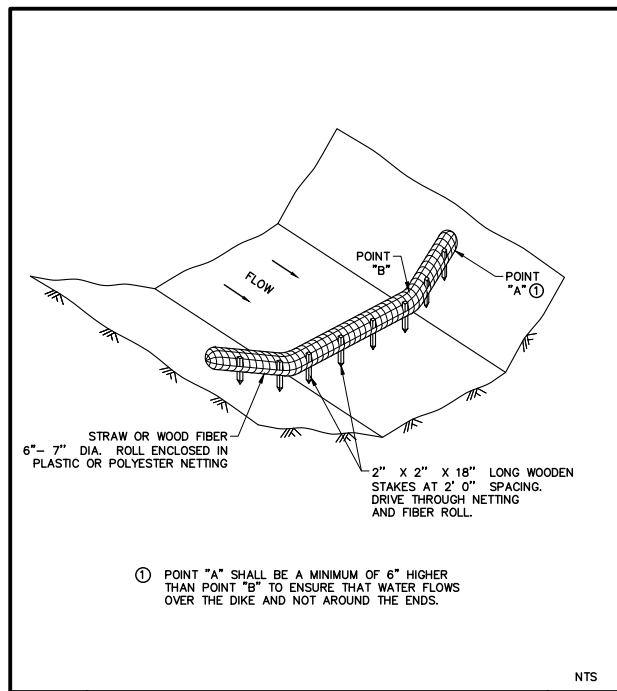 POINT
"B"
POINT
"A" ①
FLOW
STRAW OR WOOD FIBER
6"- 7" DIA. ROLL ENCLOSED IN
PLASTIC OR POLYESTER NETTING
2" X 2" X 18" LONG WOODEN
STAKES AT 2' 0" SPACING.
DRIVE THROUGH NETTING
AND FIBER ROLL.
① POINT "A" SHALL BE A MINIMUM OF 6" HIGHER
THAN POINT "B" TO ENSURE THAT WATER FLOWS
OVER THE DIKE AND NOT AROUND THE ENDS.
NTS